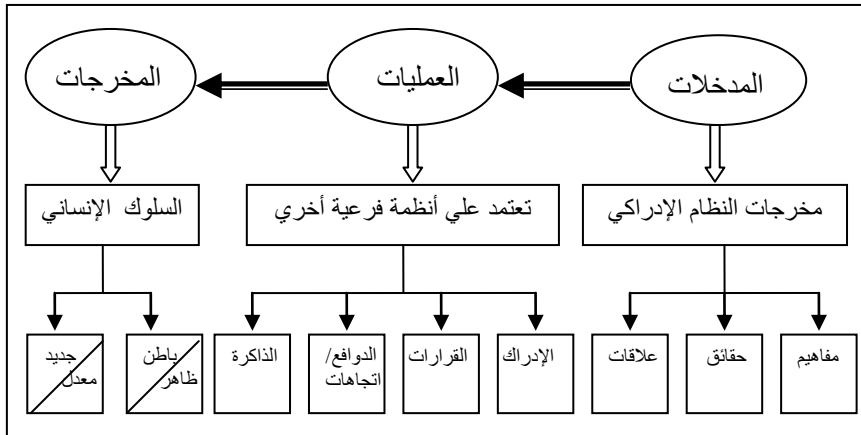 المدخلات
العمليات
المخرجات
مخرجات النظام الإدراكي
تعتمد علي أنظمة فرعية أخري
السلوك الإنساني
مفاهيم
حقائق
علاقات
الإدراك
القرارات
الدوافع/
اتجاهات
الذاكرة
باطن
ظاهر
جديد
معدل